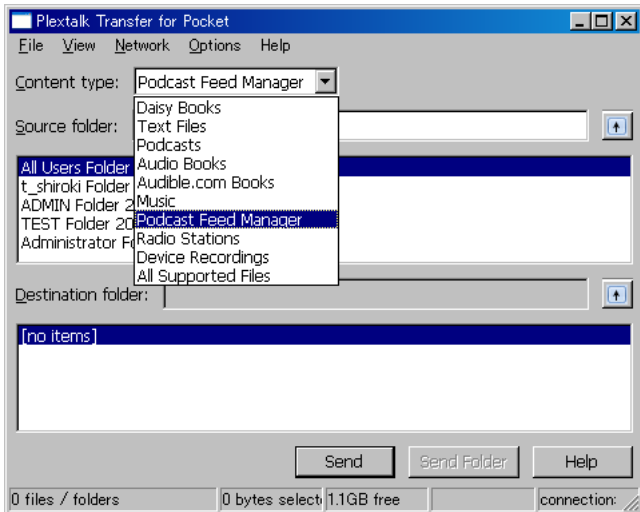 Plextalk Transfer for Pocket
File View Network Options Help
Content type: Podcast Feed Manager
Daisy Books
Source folder:
Text Files
Podcasts
Audio Books
All Users Folder
Audible.com Books
t_shiroki Folder
Music
ADMIN Folder 2
Podcast Feed Manager
TEST Folder 20
Radio Stations
Administrator Fo
Device Recordings
All Supported Files
Destination folder:
[no items]
Send Send Folder Help
0 files / folders 0 bytes select 1.1GB free connection: